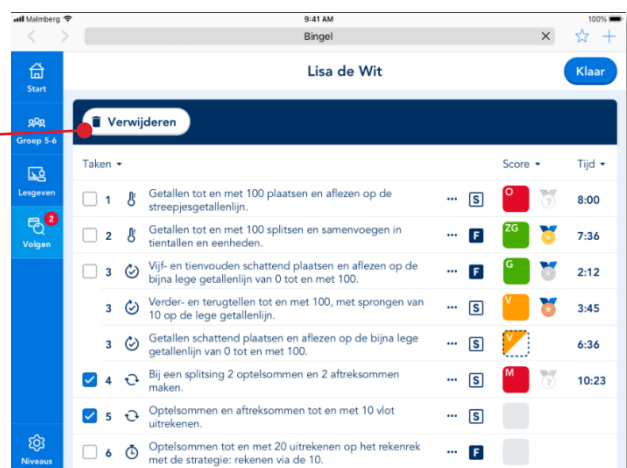 Malmberg
9:41 AM
100%
Bingel
Start
Groep 5-6
Lesgeven
2
Volgen
Niveaus
Lisa de Wit
Klaar
Verwijderen
Taken
Score
Tijd
1 Getallen tot en met 100 plaatsen en aflezen op de ... S O ? 8:00
streepjesgetallenlijn.
2 Getallen tot en met 100 splitsen en samenvoegen in ... F ZG 7:36
tientallen en eenheden.
3 Vijf- en tienvouden schattend plaatsen en aflezen op de ... F G 2:12
bijna lege getallenlijn van 0 tot en met 100.
3 Verder- en terugtellen tot en met 100, met sprongen van ... S V 3:45
10 op de lege getallenlijn.
3 Getallen schattend plaatsen en aflezen op de bijna lege ... S V 6:36
getallenlijn van 0 tot en met 100.
4 Bij een splitsing 2 optelsommen en 2 aftreksommen ... S M ? 10:23
maken.
5 Optelsommen en aftreksommen tot en met 10 vlot ... S
uitrekenen.
6 Optelsommen tot en met 20 uitrekenen op het rekenrek ... F
met de strategie: rekenen via de 10.